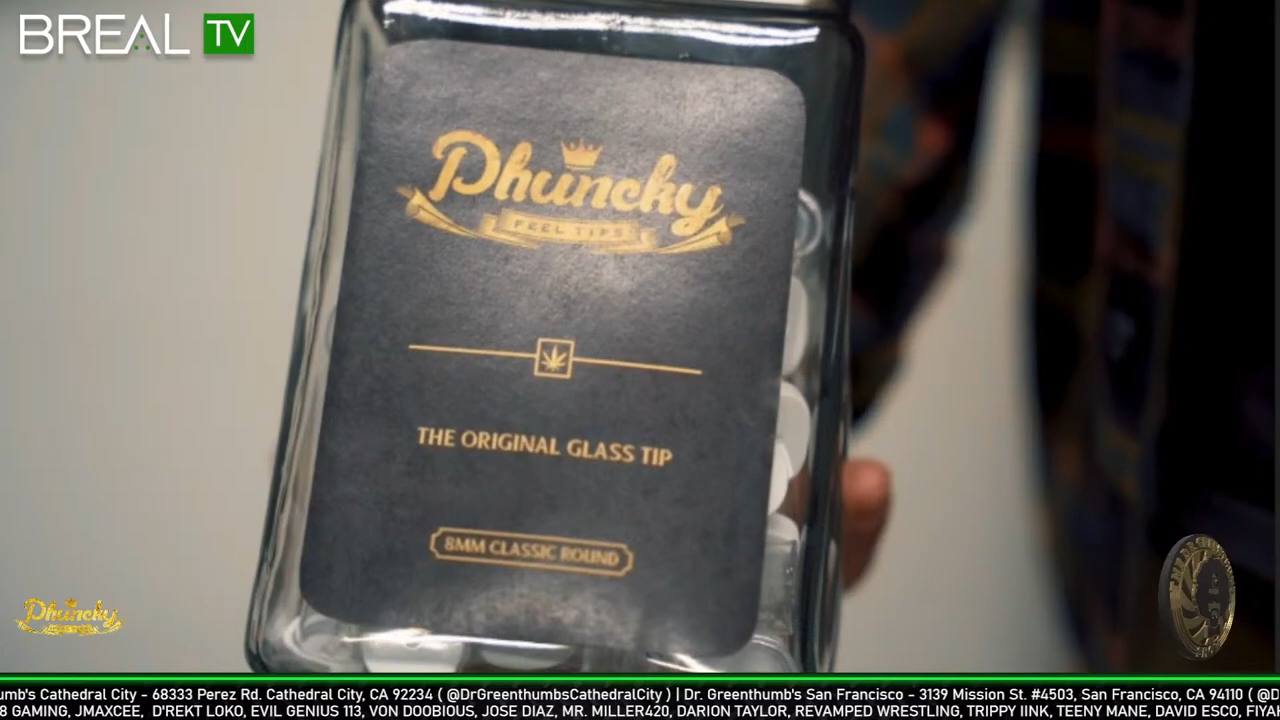 BREAL TV
Phuncky
FEEL TIPS
THE ORIGINAL GLASS TIP
8MM CLASSIC ROUND
Phuncky
umb's Cathedral City - 68333 Perez Rd. Cathedral City, CA 92234 ( @DrGreenthumbsCathedralCity ) | Dr. Greenthumb's San Francisco - 3139 Mission St. #4503, San Francisco, CA 94110 ( @D
8 GAMING, JMAXCEE, D'REKT LOKO, EVIL GENIUS 113, VON DOOBIOUS, JOSE DIAZ, MR. MILLER420, DARION TAYLOR, REVAMPED WRESTLING, TRIPPY IINK, TEENY MANE, DAVID ESCO, FIYA